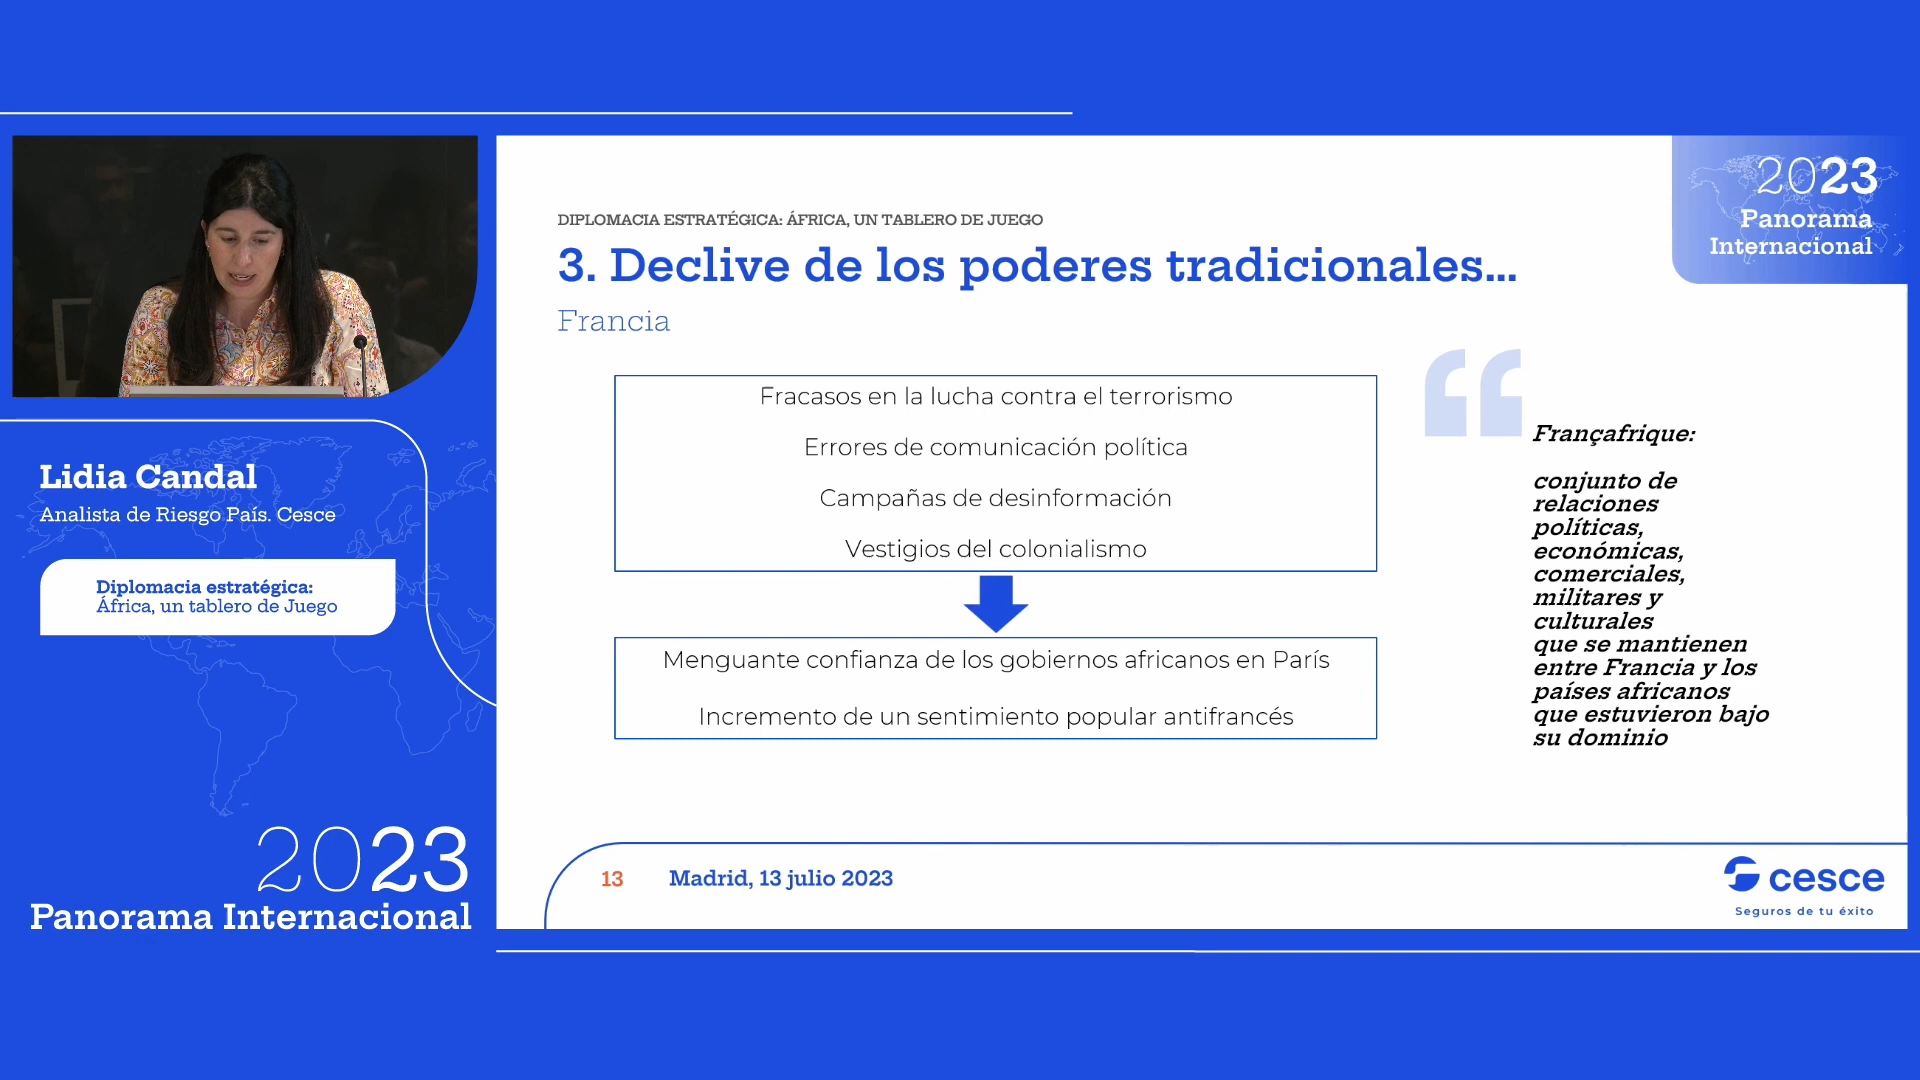 Lidia Candal
Analista de Riesgo País. Cesce
Diplomacia estratégica:
África, un tablero de Juego
2023
Panorama Internacional
DIPLOMACIA ESTRATÉGICA: ÁFRICA, UN TABLERO DE JUEGO
3. Declive de los poderes tradicionales...
Francia
2023
Panorama
Internacional
Fracasos en la lucha contra el terrorismo
Errores de comunicación política
Campañas de desinformación
Vestigios del colonialismo
Menguante confianza de los gobiernos africanos en París
Incremento de un sentimiento popular antifrancés
“
Françafrique:
conjunto de
relaciones
políticas,
económicas,
comerciales,
militares y
culturales
que se mantienen
entre Francia y los
países africanos
que estuvieron bajo
su dominio
13 Madrid, 13 julio 2023
cesce
Seguros de tu éxito